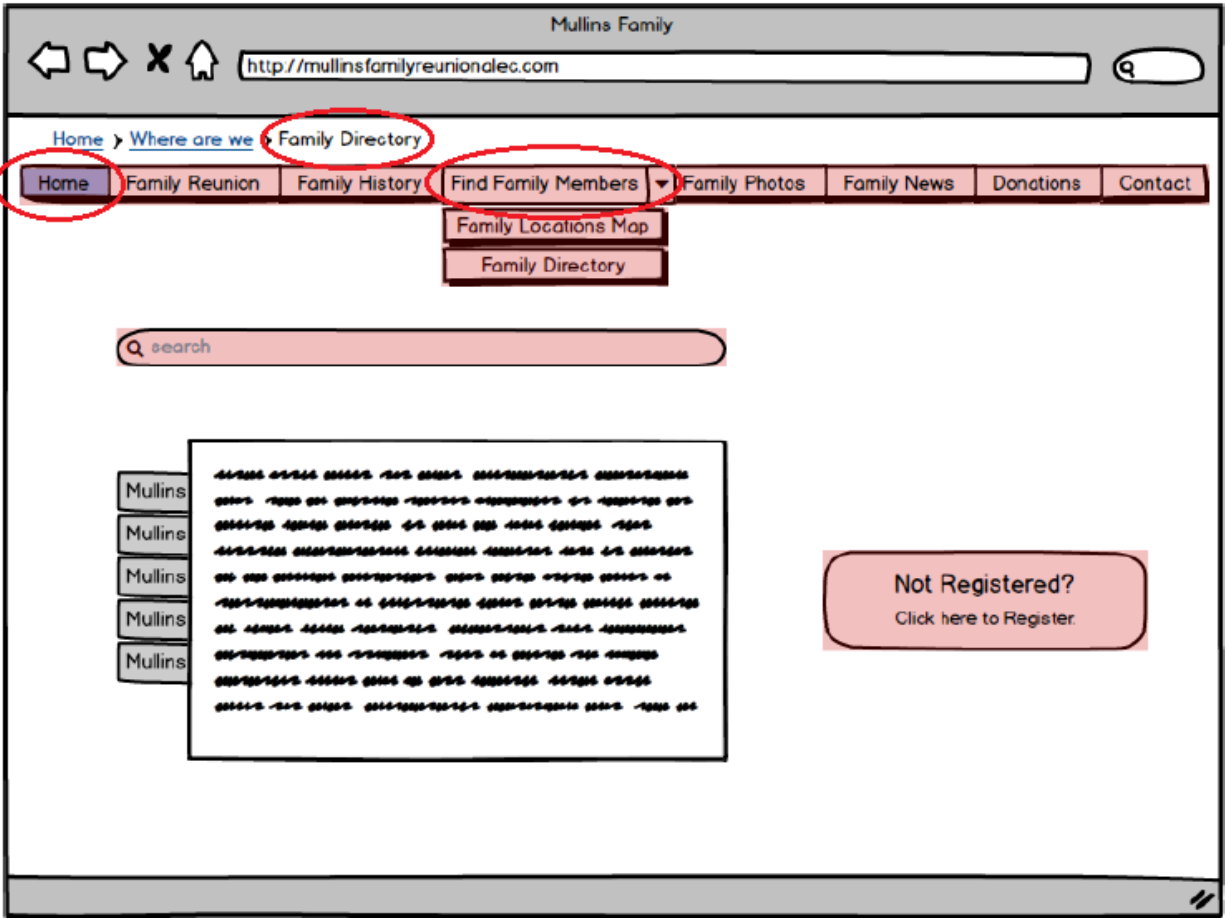 Mullins Family
http://mullinsfamilyreunionalec.com
Home Where are we Family Directory
Home Family Reunion Family History Find Family Members Family Photos Family News Donations Contact
Family Locations Map
Family Directory
search
Mullins
Mullins
Mullins
Mullins
Mullins
Not Registered?
Click here to Register.